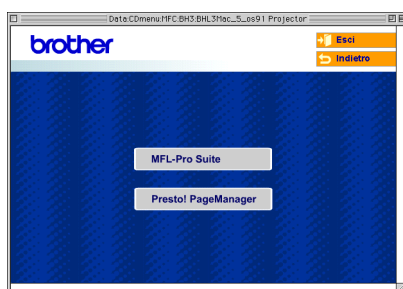 Data:CDmenu:MFC:BH3:BHL3Mac_5_os91 Projector
brother
Esci
Indietro
MFL-Pro Suite
Presto! PageManager